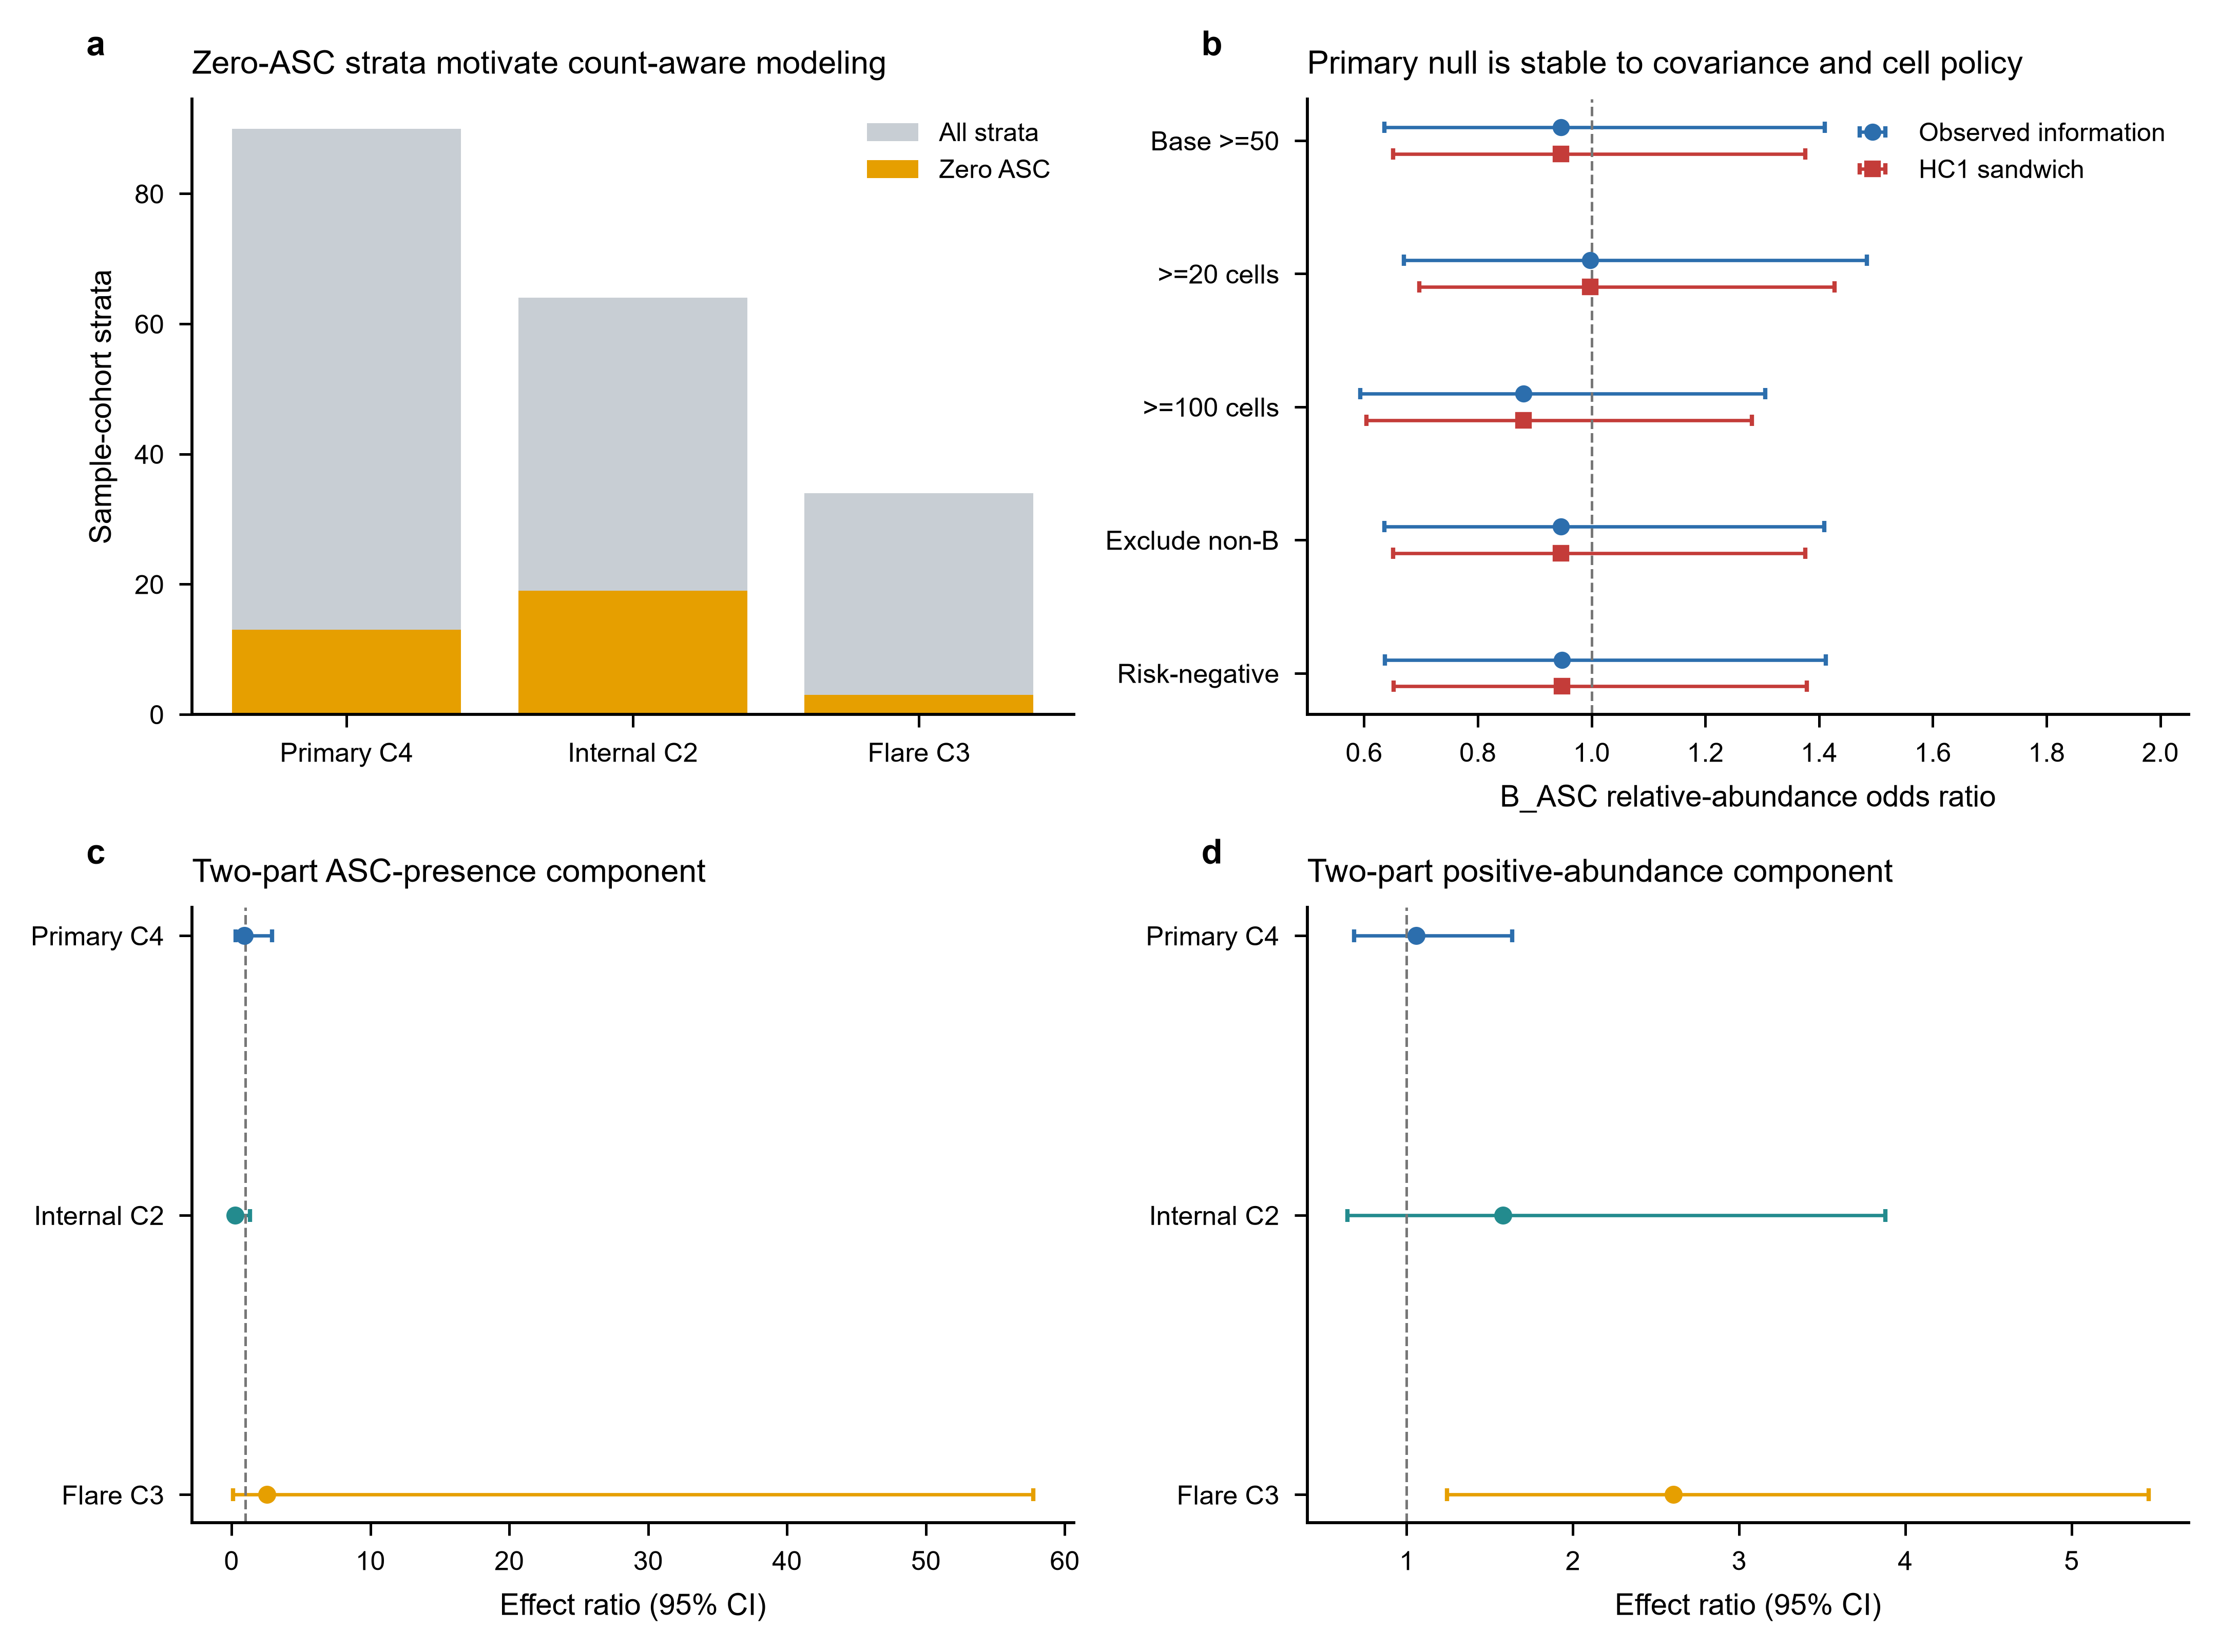 a
Zero-ASC strata motivate count-aware modeling
All strata
Zero ASC
Sample-cohort strata
80
60
40
20
0
Primary C4
Internal C2
Flare C3
b
Primary null is stable to covariance and cell policy
Observed information
HC1 sandwich
Base >=50
>=20 cells
>=100 cells
Exclude non-B
Risk-negative
0.6 0.8 1.0 1.2 1.4 1.6 1.8 2.0
B_ASC relative-abundance odds ratio
c
Two-part ASC-presence component
Primary C4
Internal C2
Flare C3
0 10 20 30 40 50 60
Effect ratio (95% CI)
d
Two-part positive-abundance component
Primary C4
Internal C2
Flare C3
1 2 3 4 5
Effect ratio (95% CI)